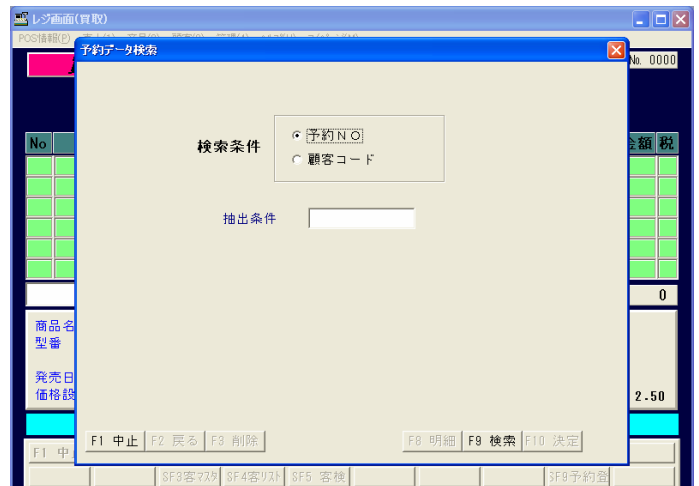 レジ画面(買取)
POS情報(P)
予約データ検索
No. 0000
No
金額 税
検索条件
予約ＮＯ
顧客コード
抽出条件
0
商品名
型番
発売日
価格設
2.50
F1 中止 F2 戻る F3 削除 F8 明細 F9 検索 F10 決定
F1 中
SF3客ﾏｽﾀ SF4客ﾘｽﾄ SF5 客検 SF9予約登